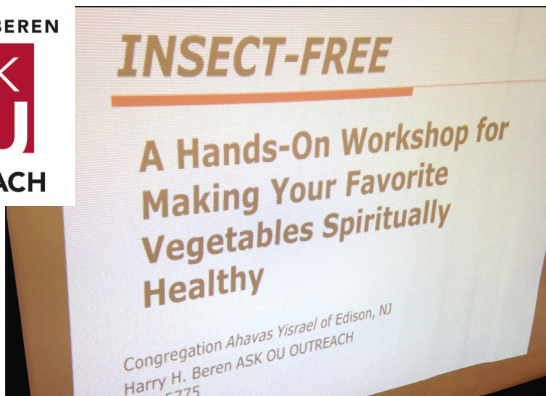 BEREN
K
U
ACH
INSECT-FREE
A Hands-On Workshop for
Making Your Favorite
Vegetables Spiritually
Healthy
Congregation Ahavas Yisrael of Edison, NJ
Harry H. Beren ASK OU OUTREACH
5775